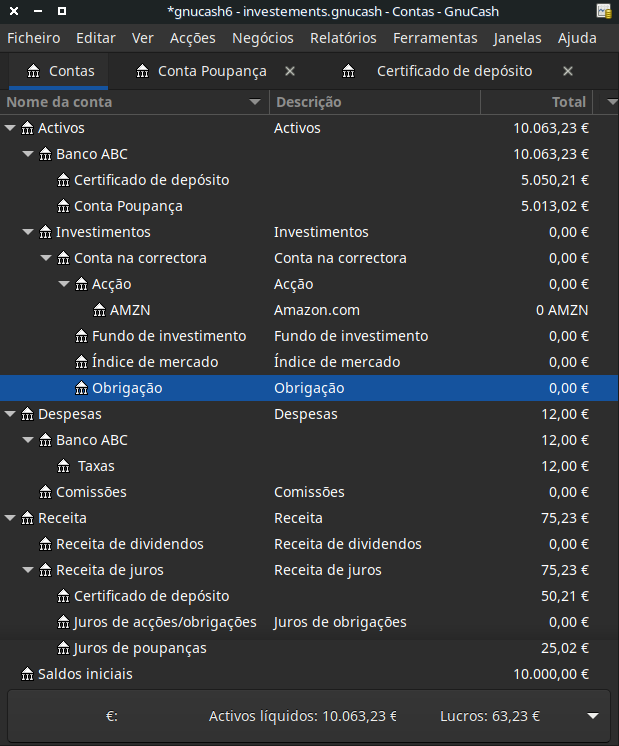 *gnucash6 - investements.gnucash - Contas - GnuCash
Ficheiro Editar Ver Acções Negócios Relatórios Ferramentas Janelas Ajuda
Contas Conta Poupança Certificado de depósito
Nome da conta Descrição Total
Activos Activos 10.063,23 €
Banco ABC 10.063,23 €
Certificado de depósito 5.050,21 €
Conta Poupança 5.013,02 €
Investimentos Investimentos 0,00 €
Conta na correctora Conta na correctora 0,00 €
Acção Acção 0,00 €
AMZN Amazon.com 0 AMZN
Fundo de investimento Fundo de investimento 0,00 €
Índice de mercado Índice de mercado 0,00 €
Obrigação Obrigação 0,00 €
Despesas Despesas 12,00 €
Banco ABC 12,00 €
Taxas 12,00 €
Comissões Comissões 0,00 €
Receita Receita 75,23 €
Receita de dividendos Receita de dividendos 0,00 €
Receita de juros Receita de juros 75,23 €
Certificado de depósito 50,21 €
Juros de acções/obrigações Juros de obrigações 0,00 €
Juros de poupanças 25,02 €
Saldos iniciais 10.000,00 €
€: Activos líquidos: 10.063,23 € Lucros: 63,23 €